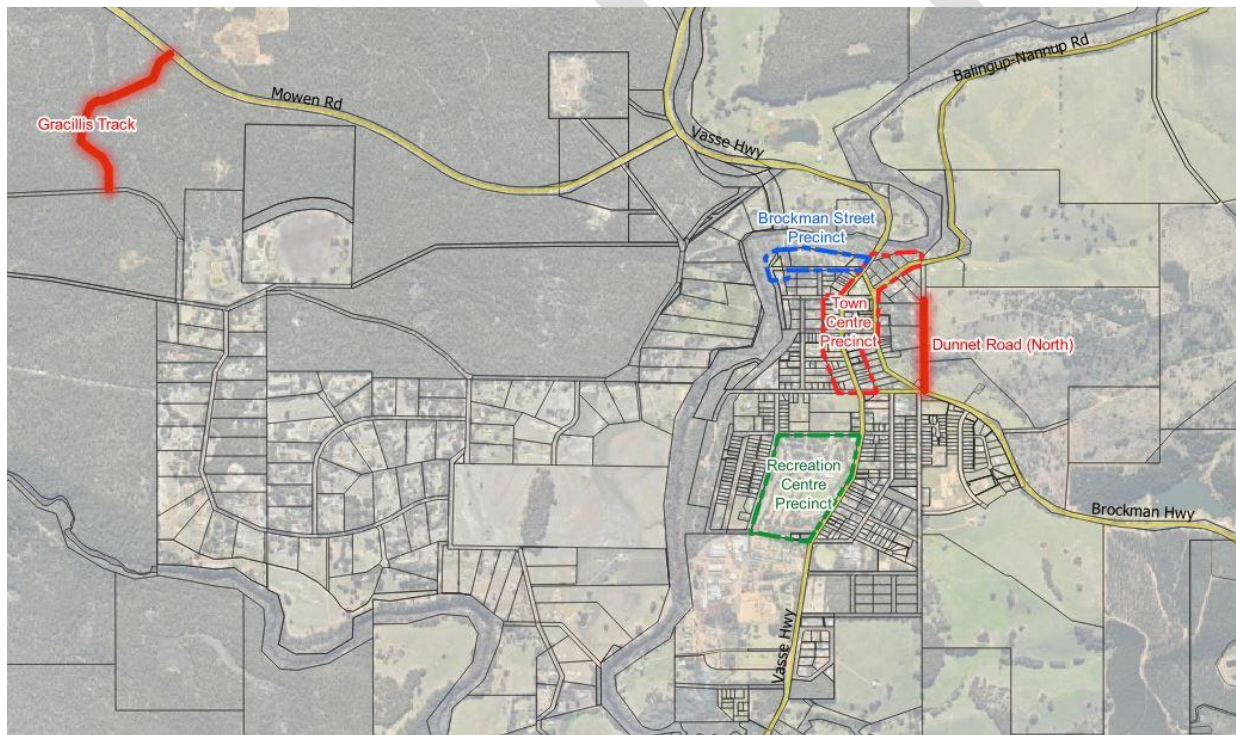 Balingup-Nannup Rd
Mowen Rd
Gracillis Track
Vasse Hwy
Brockman Street
Precinct
Town
Centre
Precinct
Dunnet Road (North)
Recreation
Centre
Precinct
Brockman Hwy
Vasse Hwy